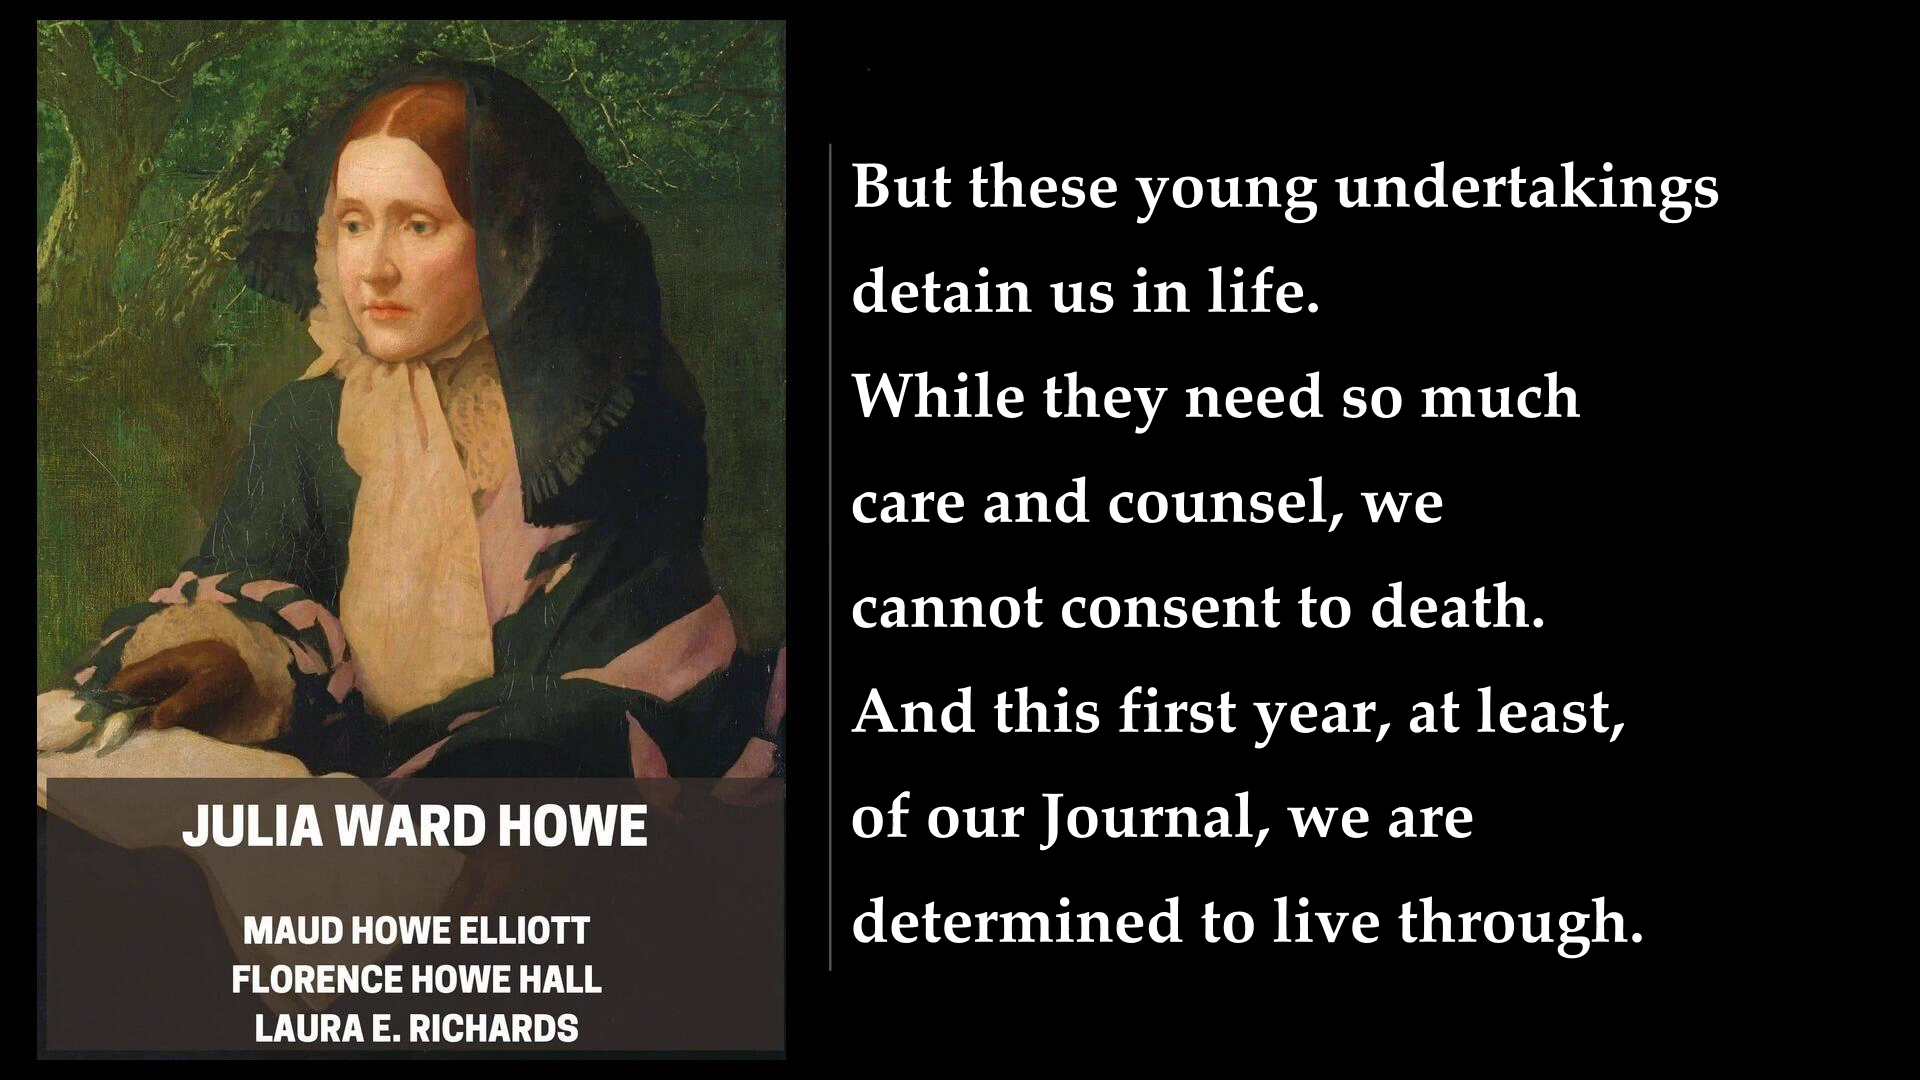 JULIA WARD HOWE
MAUD HOWE ELLIOTT
FLORENCE HOWE HALL
LAURA E. RICHARDS
But these young undertakings
detain us in life.
While they need so much
care and counsel, we
cannot consent to death.
And this first year, at least,
of our Journal, we are
determined to live through.